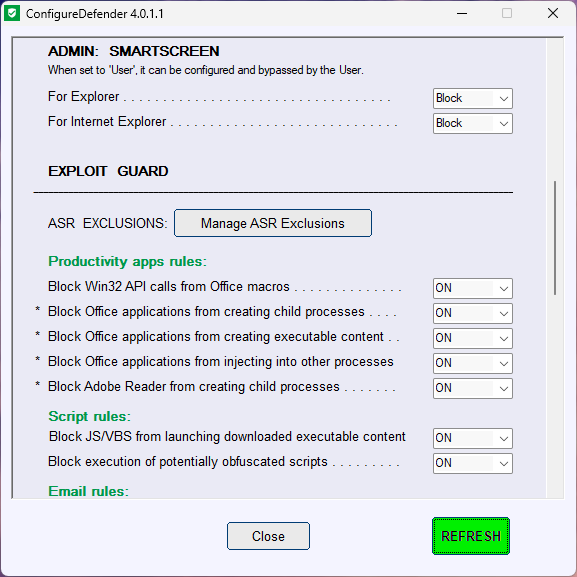 ConfigureDefender 4.0.1.1
ADMIN: SMARTSCREEN
When set to 'User', it can be configured and bypassed by the User.
For Explorer . . . . . . . . . . . . . . . . . . . . . . . . . . . . . . . . . . Block
For Internet Explorer . . . . . . . . . . . . . . . . . . . . . . . . . . . . . Block
EXPLOIT GUARD
ASR EXCLUSIONS: Manage ASR Exclusions
Productivity apps rules:
Block Win32 API calls from Office macros . . . . . . . . . . . . . . ON
* Block Office applications from creating child processes . . . . ON
* Block Office applications from creating executable content . . ON
* Block Office applications from injecting into other processes ON
* Block Adobe Reader from creating child processes . . . . . . . ON
Script rules:
Block JS/VBS from launching downloaded executable content ON
Block execution of potentially obfuscated scripts . . . . . . . . . ON
Email rules:
Close REFRESH